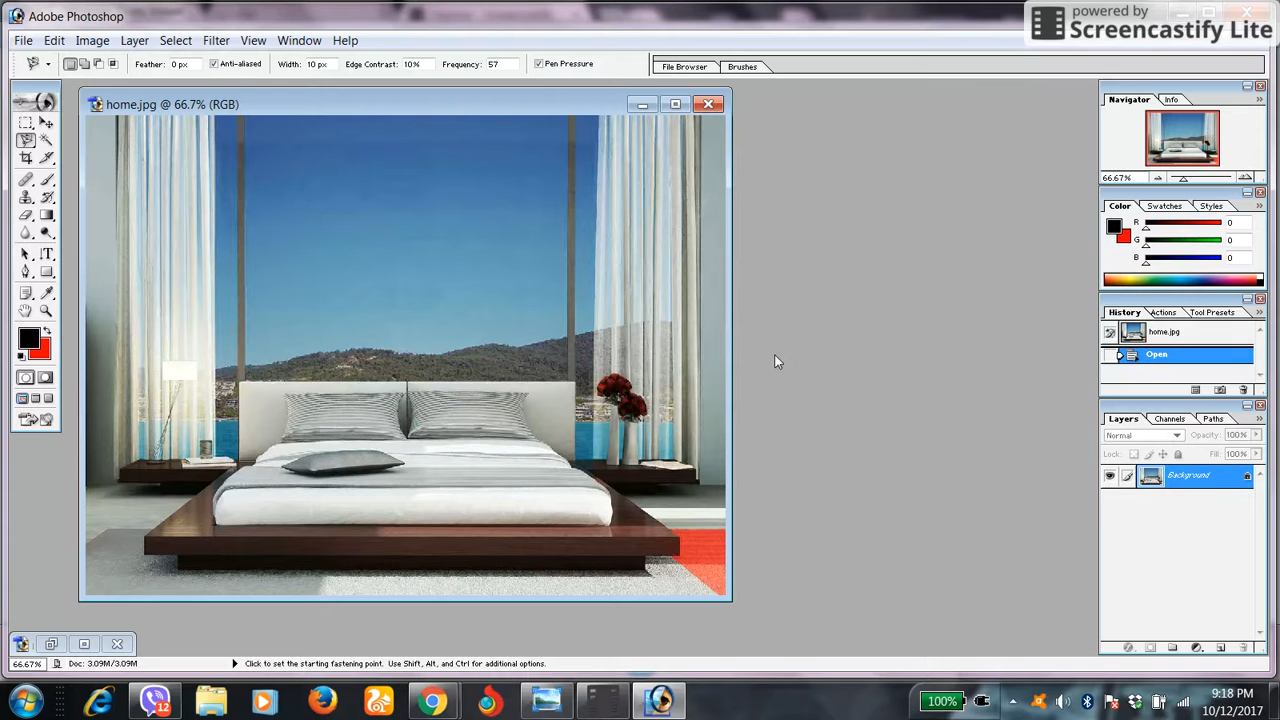 Adobe Photoshop
powered by
Screencastify Lite
File Edit Image Layer Select Filter View Window Help
Feather: 0 px Anti-aliased Width: 10 px Edge Contrast: 10% Frequency: 57 Pen Pressure File Browser Brushes
home.jpg @ 66.7% (RGB)
Navigator Info
66.67%
Color Swatches Styles
R 0
G 0
B 0
History Actions Tool Presets
home.jpg
Open
Layers Channels Paths
Normal Opacity: 100%
Lock: Fill: 100%
Background
66.67% Doc: 3.09M/3.09M Click to set the starting fastening point. Use Shift, Alt, and Ctrl for additional options.
12
100%
9:18 PM
10/12/2017